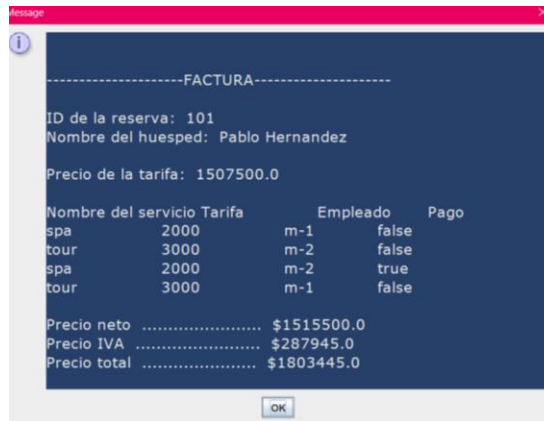 Message
---------------------FACTURA---------------------
ID de la reserva: 101
Nombre del huesped: Pablo Hernandez
Precio de la tarifa: 1507500.0
Nombre del servicio Tarifa Empleado Pago
spa 2000 m-1 false
tour 3000 m-2 false
spa 2000 m-2 true
tour 3000 m-1 false
Precio neto ....................... $1515500.0
Precio IVA ........................ $287945.0
Precio total ...................... $1803445.0
OK